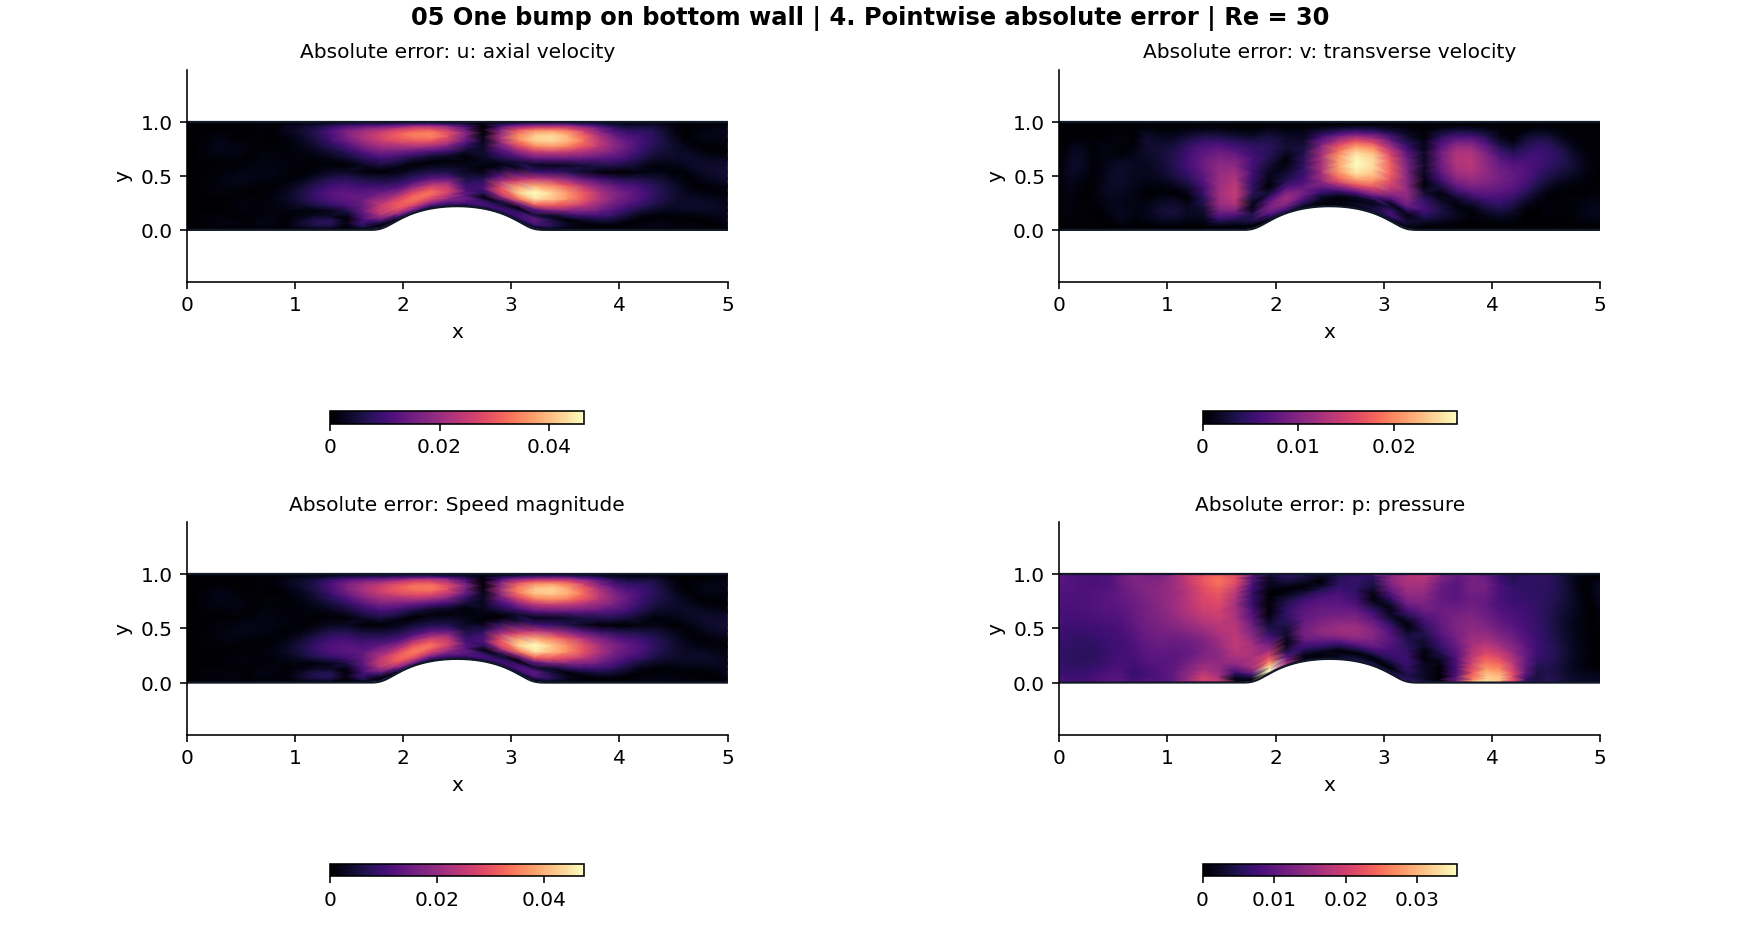 05 One bump on bottom wall | 4. Pointwise absolute error | Re = 30
Absolute error: u: axial velocity
1.0
0.5
0.0
y
0 1 2 3 4 5
x
0 0.02 0.04
Absolute error: v: transverse velocity
1.0
0.5
0.0
y
0 1 2 3 4 5
x
0 0.01 0.02
Absolute error: Speed magnitude
1.0
0.5
0.0
y
0 1 2 3 4 5
x
0 0.02 0.04
Absolute error: p: pressure
1.0
0.5
0.0
y
0 1 2 3 4 5
x
0 0.01 0.02 0.03